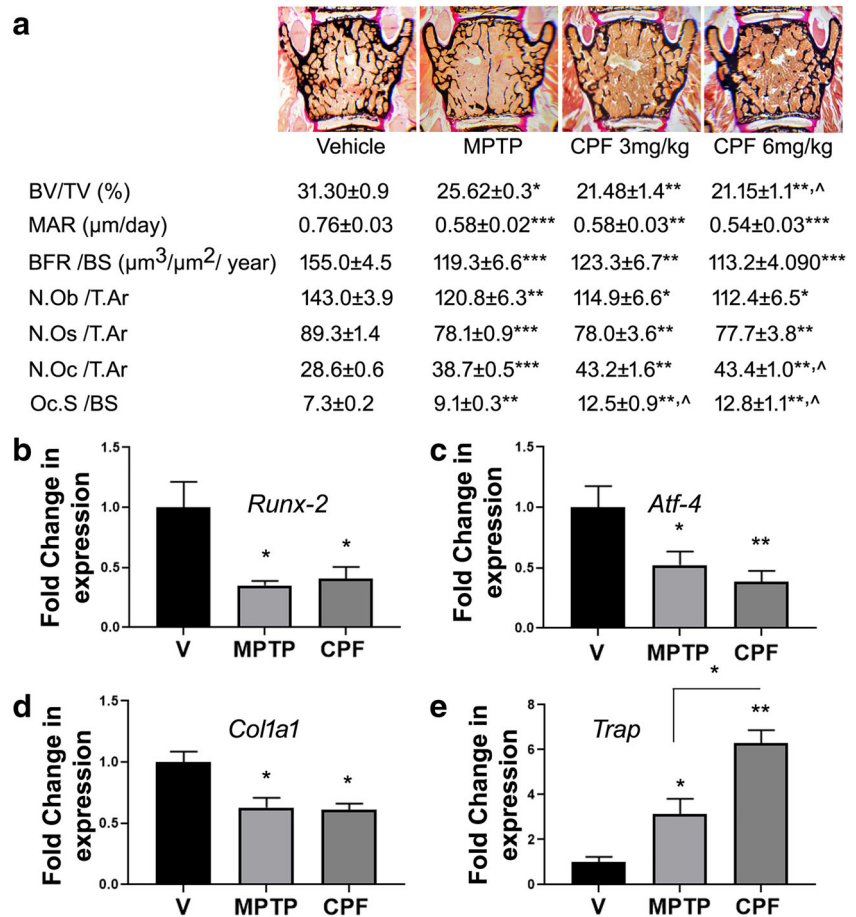 a
Vehicle MPTP CPF 3mg/kg CPF 6mg/kg
BV/TV (%) 31.30±0.9 25.62±0.3* 21.48±1.4** 21.15±1.1**,^
MAR (µm/day) 0.76±0.03 0.58±0.02*** 0.58±0.03** 0.54±0.03***
BFR /BS (µm³/µm²/ year) 155.0±4.5 119.3±6.6*** 123.3±6.7** 113.2±4.090***
N.Ob /T.Ar 143.0±3.9 120.8±6.3** 114.9±6.6* 112.4±6.5*
N.Os /T.Ar 89.3±1.4 78.1±0.9*** 78.0±3.6** 77.7±3.8**
N.Oc /T.Ar 28.6±0.6 38.7±0.5*** 43.2±1.6** 43.4±1.0**,^
Oc.S /BS 7.3±0.2 9.1±0.3** 12.5±0.9**,^ 12.8±1.1**,^
b
Fold Change in
expression
1.5
1.0
0.5
0.0
Runx-2
* *
V MPTP CPF
c
Fold Change in
expression
1.5
1.0
0.5
0.0
Atf-4
* **
V MPTP CPF
d
Fold Change in
expression
1.5
1.0
0.5
0.0
Col1a1
* *
V MPTP CPF
e
Fold Change in
expression
8
6
4
2
0
Trap
*
* **
V MPTP CPF